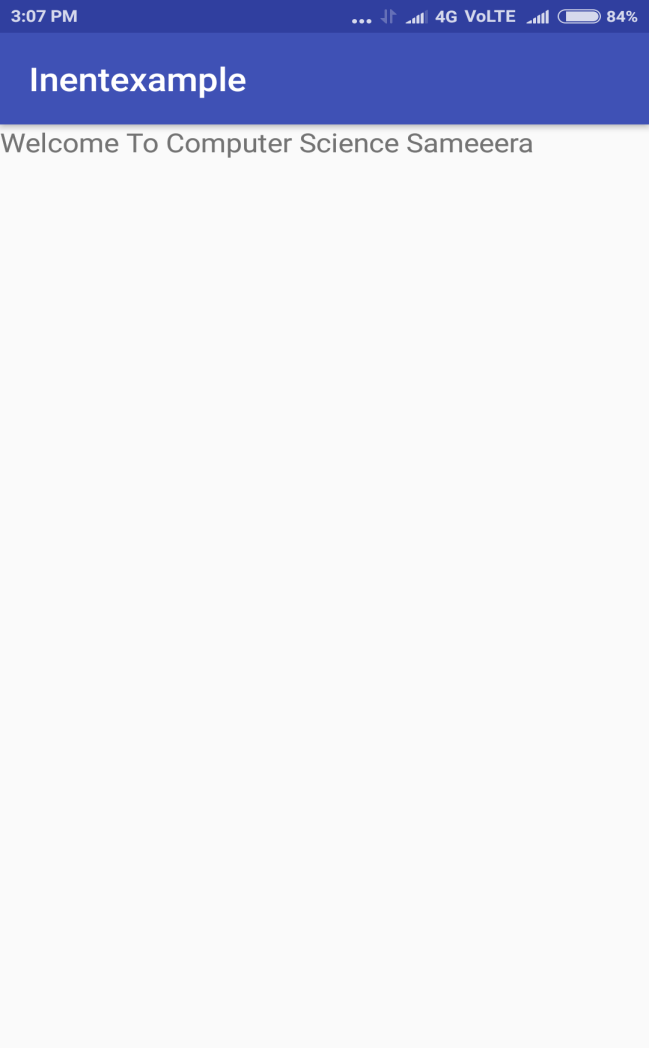 3:07 PM ... 4G VoLTE 84%
Inentexample
Welcome To Computer Science Sameeera